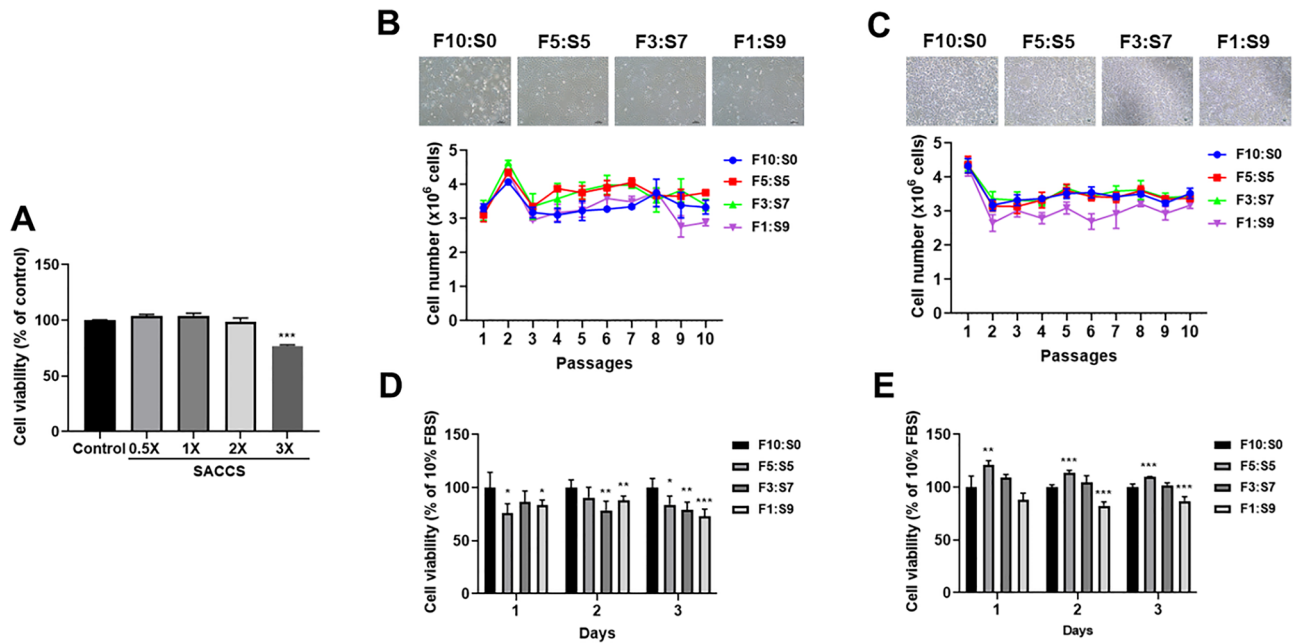 A
Cell viability (% of control)
150
100
50
0
***
Control 0.5X 1X 2X 3X
SACCS
B
F10:S0 F5:S5 F3:S7 F1:S9
Cell number (x10⁶ cells)
5
4
3
2
1
0
1 2 3 4 5 6 7 8 9 10
Passages
F10:S0
F5:S5
F3:S7
F1:S9
C
F10:S0 F5:S5 F3:S7 F1:S9
Cell number (x10⁶ cells)
5
4
3
2
1
0
1 2 3 4 5 6 7 8 9 10
Passages
F10:S0
F5:S5
F3:S7
F1:S9
D
Cell viability (% of 10% FBS)
150
100
50
0
* * ** ** * ** ***
1 2 3
Days
F10:S0
F5:S5
F3:S7
F1:S9
E
Cell viability (% of 10% FBS)
150
100
50
0
** *** *** *** ***
1 2 3
Days
F10:S0
F5:S5
F3:S7
F1:S9